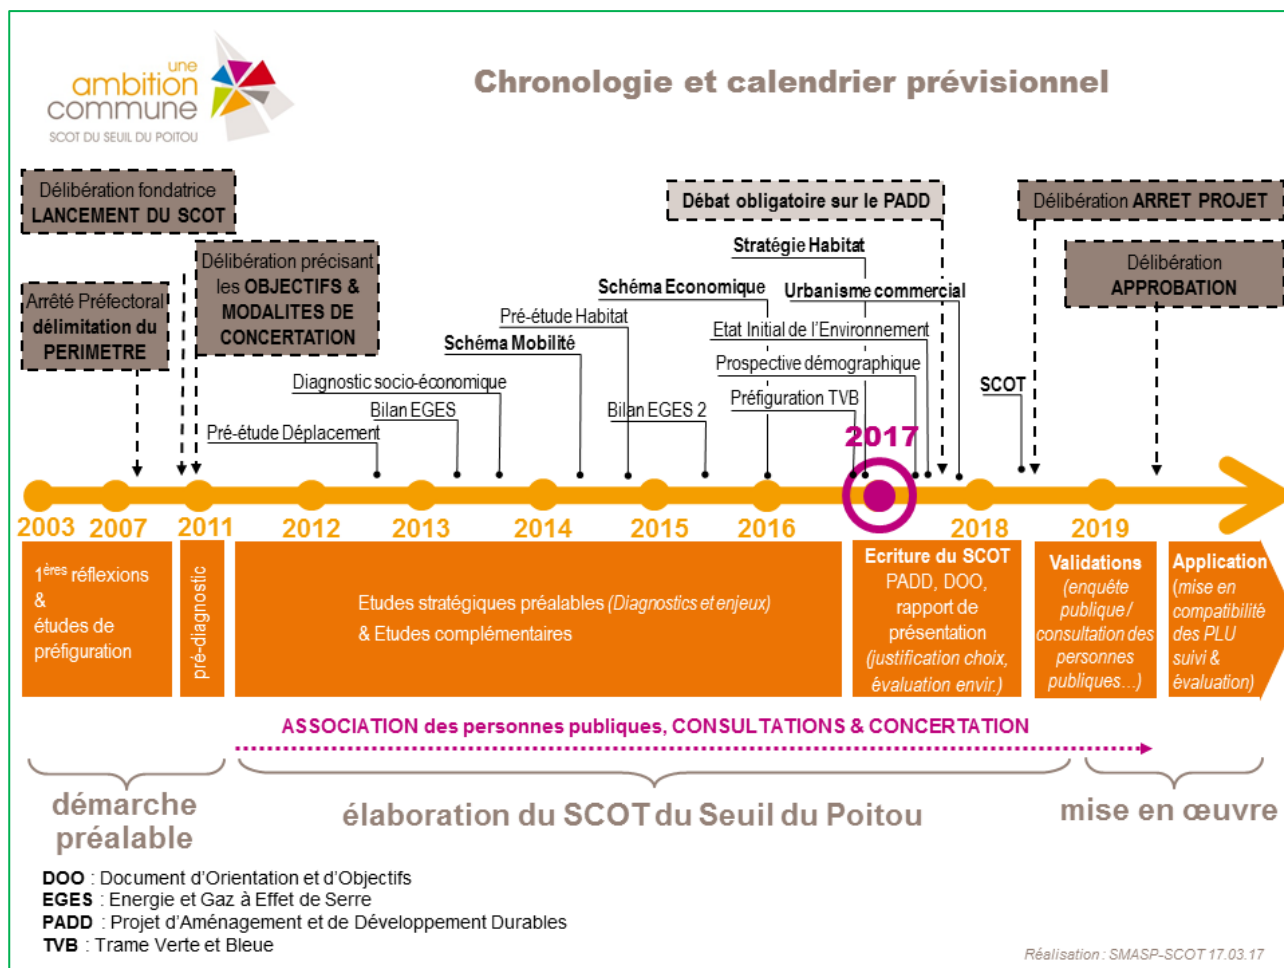 une
ambition
commune
SCOT DU SEUIL DU POITOU
Chronologie et calendrier prévisionnel
Délibération fondatrice
LANCEMENT DU SCOT
Arrêté Préfectoral
délimitation du
PERIMETRE
Délibération précisant
les OBJECTIFS &
MODALITES DE
CONCERTATION
Débat obligatoire sur le PADD
Délibération ARRET PROJET
Délibération
APPROBATION
Pré-étude Déplacement
Bilan EGES
Diagnostic socio-économique
Schéma Mobilité
Pré-étude Habitat
Bilan EGES 2
Schéma Economique
Stratégie Habitat
Urbanisme commercial
Etat Initial de l'Environnement
Prospective démographique
Préfiguration TVB
SCOT
2017
2003
2007
2011
2012
2013
2014
2015
2016
2018
2019
1ères réflexions
&
études de
préfiguration
pré-diagnostic
Etudes stratégiques préalables (Diagnostics et enjeux)
& Etudes complémentaires
Ecriture du SCOT
PADD, DOO,
rapport de
présentation
(justification choix,
évaluation envir.)
Validations
(enquête
publique /
consultation des
personnes
publiques…)
Application
(mise en
compatibilité
des PLU
suivi &
évaluation)
ASSOCIATION des personnes publiques, CONSULTATIONS & CONCERTATION
démarche
préalable
élaboration du SCOT du Seuil du Poitou
mise en œuvre
DOO : Document d'Orientation et d'Objectifs
EGES : Energie et Gaz à Effet de Serre
PADD : Projet d'Aménagement et de Développement Durables
TVB : Trame Verte et Bleue
Réalisation : SMASP-SCOT 17.03.17